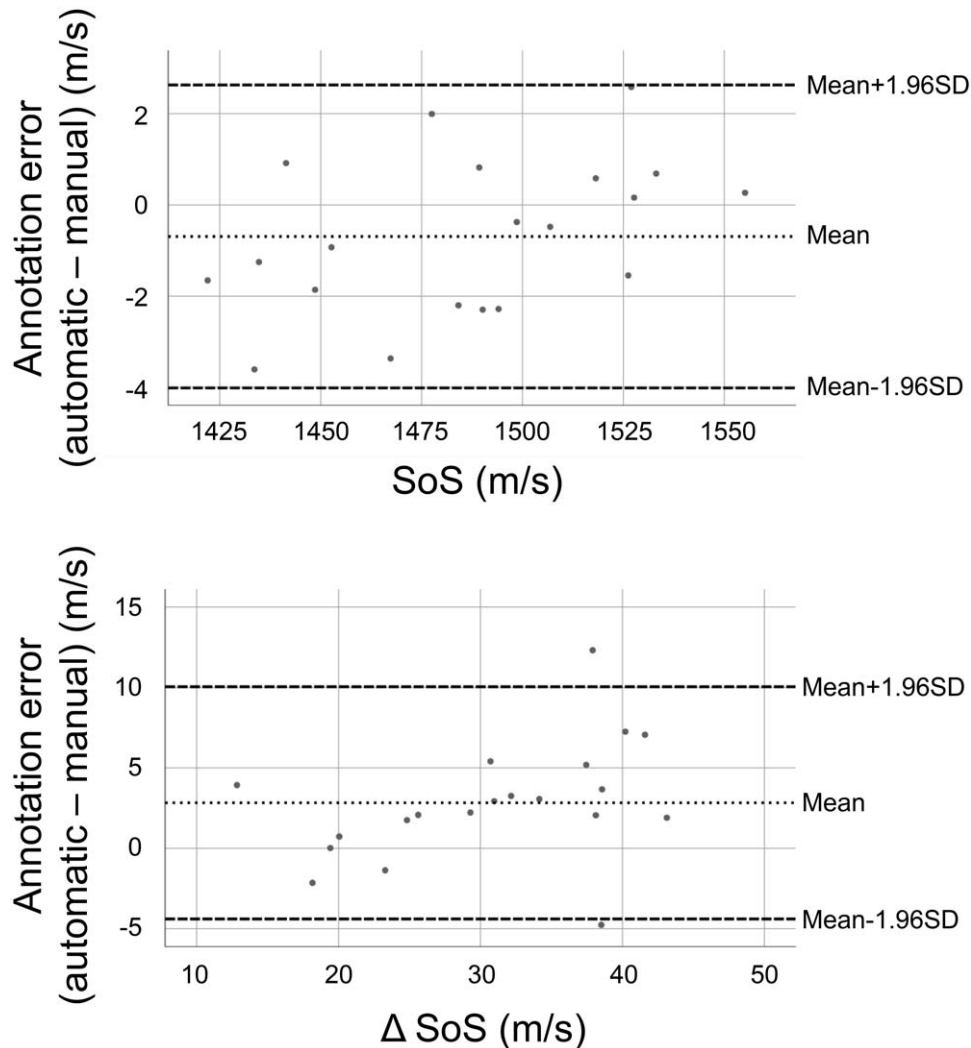 Annotation error
(automatic – manual) (m/s)
2
0
-2
-4
Mean+1.96SD
Mean
Mean-1.96SD
1425 1450 1475 1500 1525 1550
SoS (m/s)
Annotation error
(automatic – manual) (m/s)
15
10
5
0
-5
Mean+1.96SD
Mean
Mean-1.96SD
10 20 30 40 50
Δ SoS (m/s)